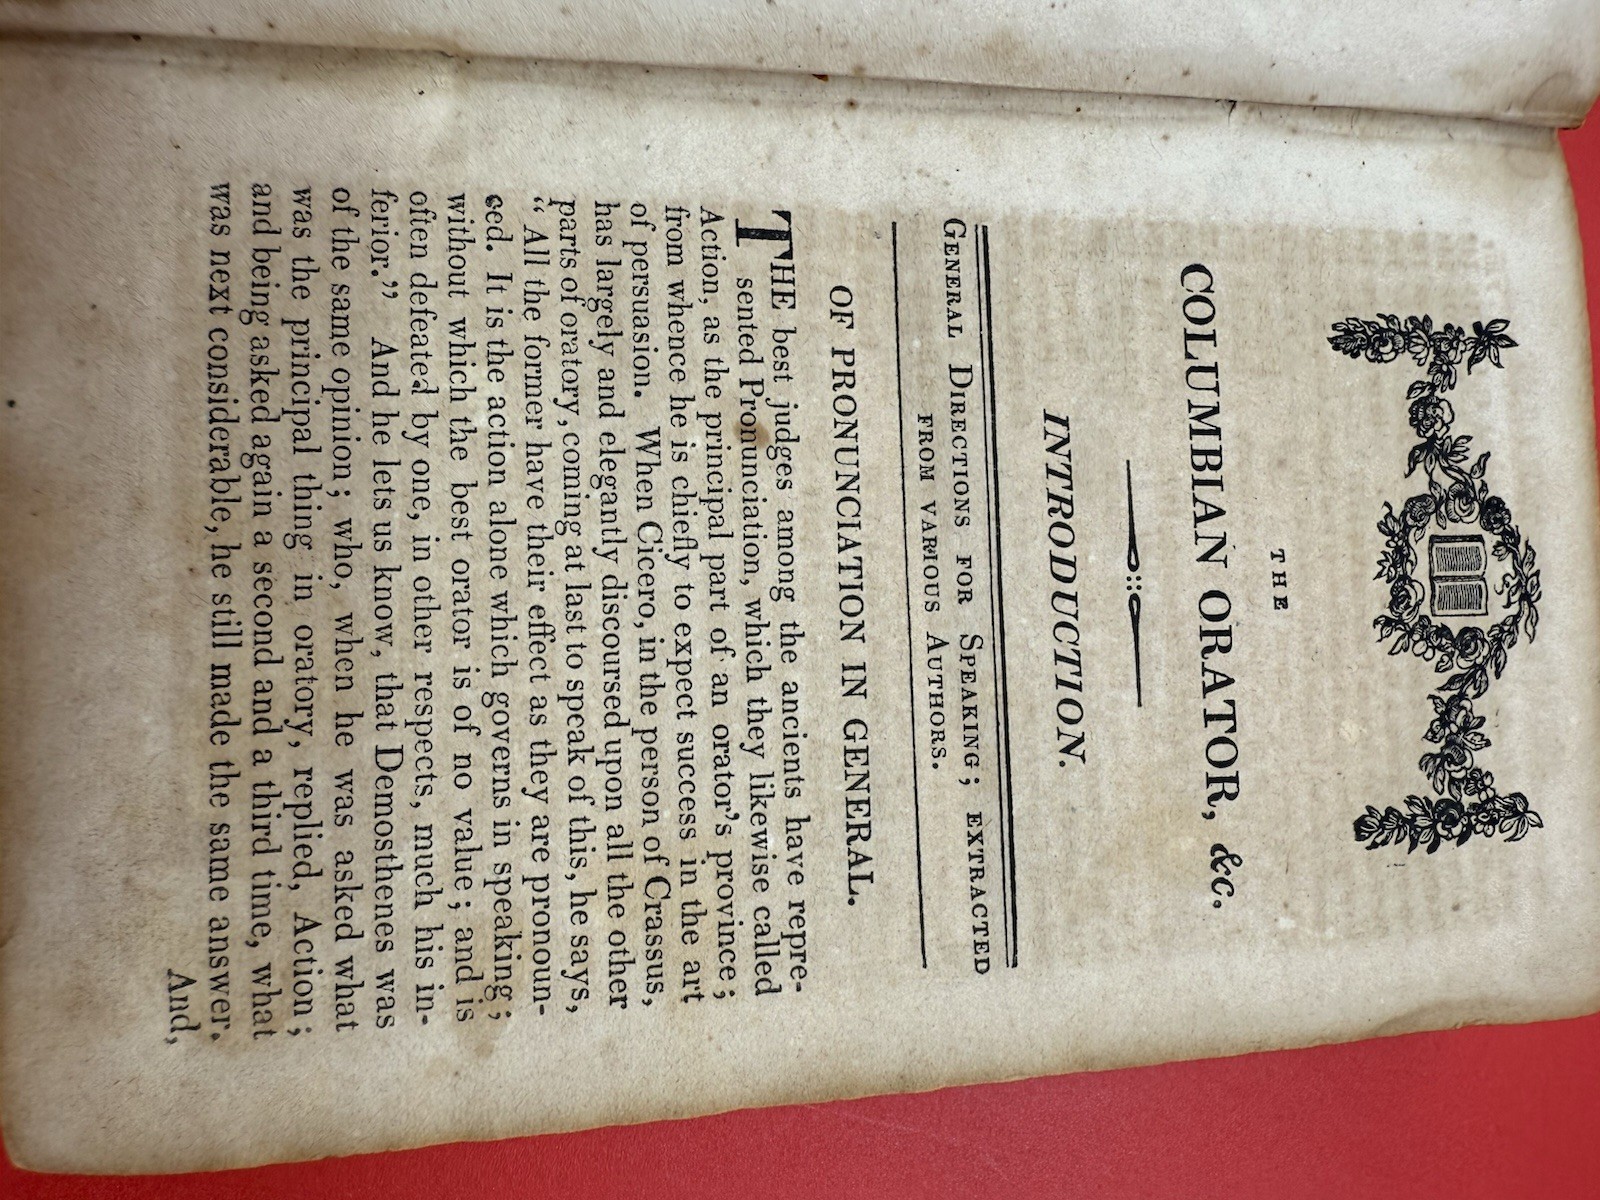 THE
COLUMBIAN ORATOR, &c.
INTRODUCTION.
GENERAL DIRECTIONS FOR SPEAKING; EXTRACTED
FROM VARIOUS AUTHORS.
OF PRONUNCIATION IN GENERAL.
THE best judges among the ancients have repre-
sented Pronunciation, which they likewise called
Action, as the principal part of an orator's province;
from whence he is chiefly to expect success in the art
of persuasion. When Cicero, in the person of Crassus,
has largely and elegantly discoursed upon all the other
parts of oratory, coming at last to speak of this, he says,
“ All the former have their effect as they are pronoun-
ced. It is the action alone which governs in speaking;
without which the best orator is of no value; and is
often defeated by one, in other respects, much his in-
ferior.” And he lets us know, that Demosthenes was
of the same opinion; who, when he was asked what
was the principal thing in oratory, replied, Action;
and being asked again a second and a third time, what
was next considerable, he still made the same answer.
And,